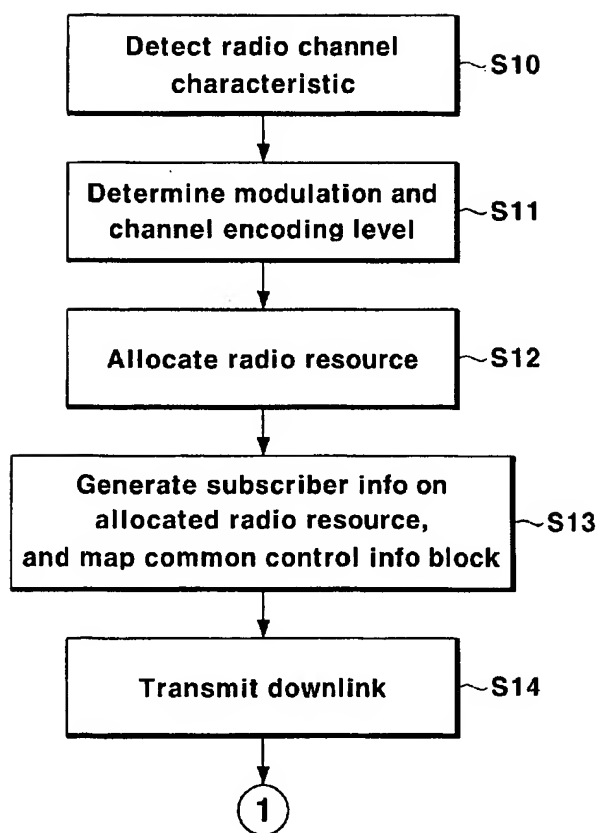 Detect radio channel
characteristic
S10
Determine modulation and
channel encoding level
S11
Allocate radio resource
S12
Generate subscriber info on
allocated radio resource,
and map common control info block
S13
Transmit downlink
S14
1